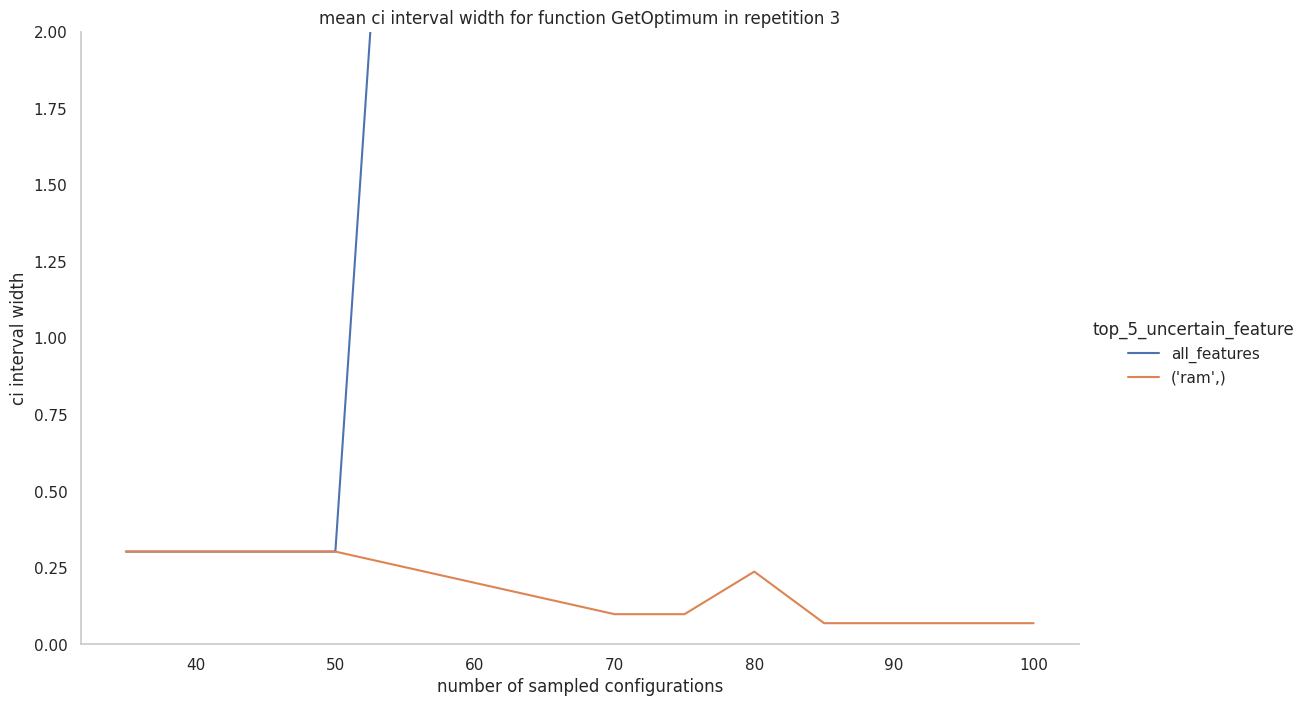 mean ci interval width for function GetOptimum in repetition 3
2.00
1.75
1.50
1.25
1.00
0.75
0.50
0.25
0.00
ci interval width
40 50 60 70 80 90 100
number of sampled configurations
top_5_uncertain_feature
all_features
('ram',)